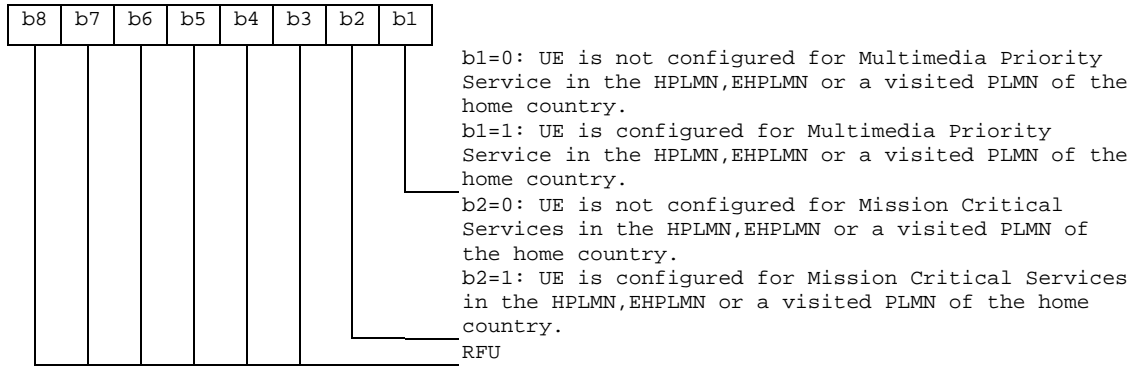 b8 b7 b6 b5 b4 b3 b2 b1
b1=0: UE is not configured for Multimedia Priority
Service in the HPLMN,EHPLMN or a visited PLMN of the
home country.
b1=1: UE is configured for Multimedia Priority
Service in the HPLMN,EHPLMN or a visited PLMN of the
home country.
b2=0: UE is not configured for Mission Critical
Services in the HPLMN,EHPLMN or a visited PLMN of
the home country.
b2=1: UE is configured for Mission Critical Services
in the HPLMN,EHPLMN or a visited PLMN of the home
country.
RFU